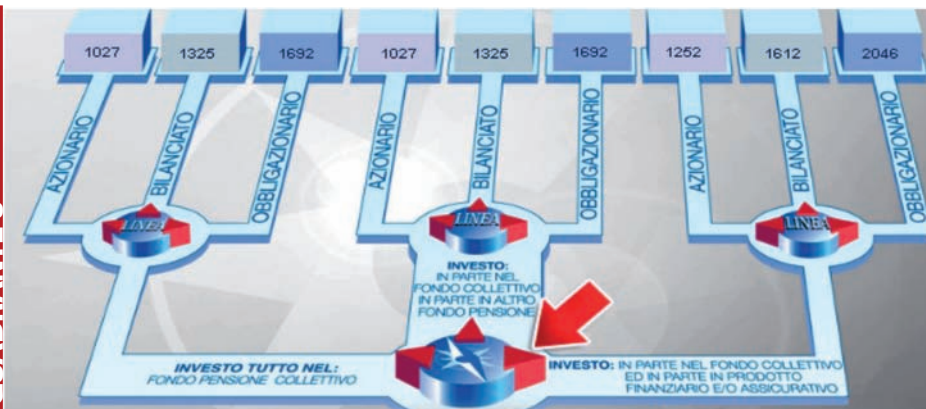 1027 1325 1692 1027 1325 1692 1252 1612 2046
AZIONARIO
BILANCIATO
OBBLIGAZIONARIO
AZIONARIO
BILANCIATO
OBBLIGAZIONARIO
AZIONARIO
BILANCIATO
OBBLIGAZIONARIO
LINEA
LINEA
LINEA
INVESTO:
IN PARTE NEL
FONDO COLLETTIVO
IN PARTE IN ALTRO
FONDO PENSIONE
INVESTO TUTTO NEL:
FONDO PENSIONE COLLETTIVO
INVESTO: IN PARTE NEL FONDO COLLETTIVO
ED IN PARTE IN PRODOTTO
FINANZIARIO E/O ASSICURATIVO